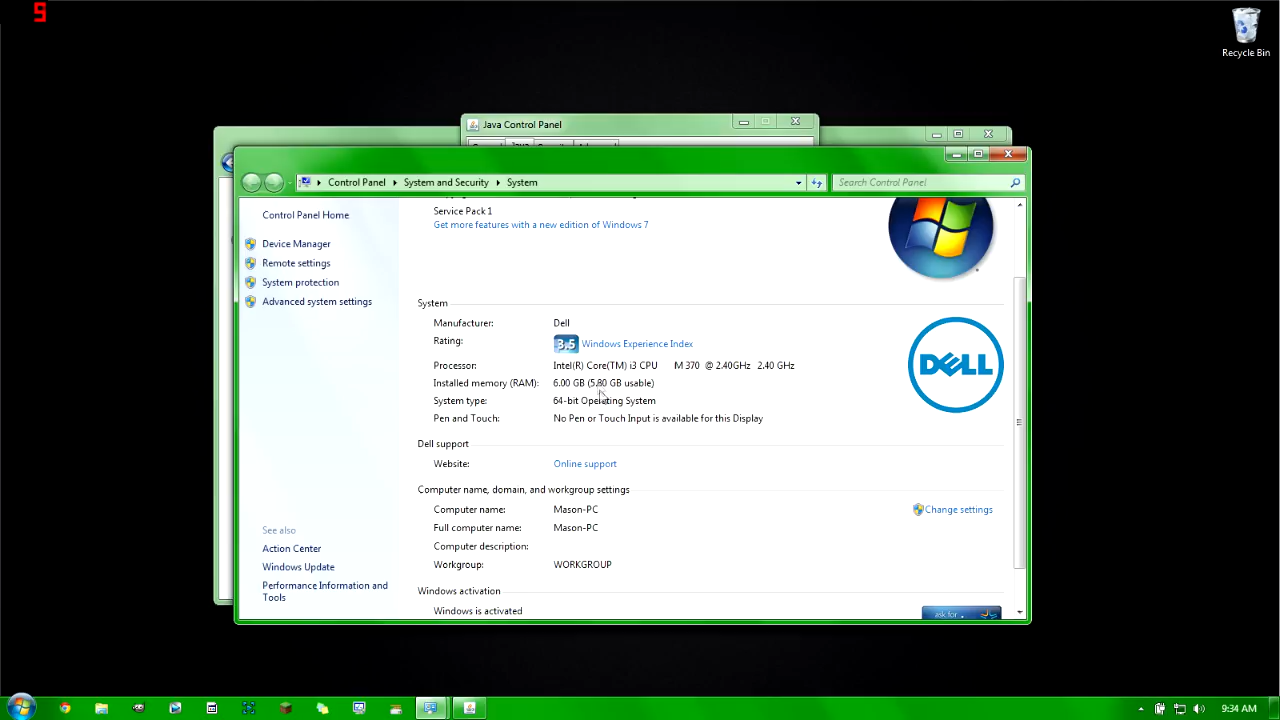 9
Recycle Bin
Java Control Panel
Control Panel System and Security System
Search Control Panel
Control Panel Home
Device Manager
Remote settings
System protection
Advanced system settings
See also
Action Center
Windows Update
Performance Information and
Tools
Service Pack 1
Get more features with a new edition of Windows 7
System
Manufacturer: Dell
Rating: 3.5 Windows Experience Index
Processor: Intel(R) Core(TM) i3 CPU M 370 @ 2.40GHz 2.40 GHz
Installed memory (RAM): 6.00 GB (5.80 GB usable)
System type: 64-bit Operating System
Pen and Touch: No Pen or Touch Input is available for this Display
DELL
Dell support
Website: Online support
Computer name, domain, and workgroup settings
Computer name: Mason-PC
Change settings
Full computer name: Mason-PC
Computer description:
Workgroup: WORKGROUP
Windows activation
Windows is activated
ask for
9:34 AM